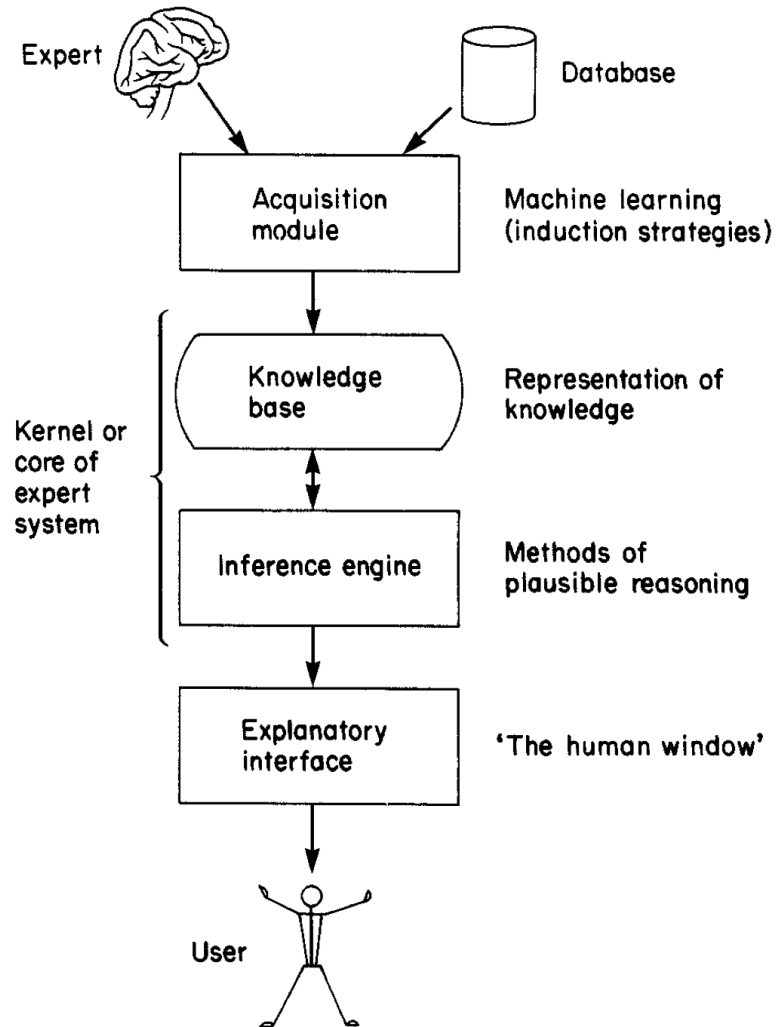 Expert
Database
Acquisition
module
Machine learning
(induction strategies)
Knowledge
base
Representation of
knowledge
Kernel or
core of
expert
system
Inference engine
Methods of
plausible reasoning
Explanatory
interface
‘The human window’
User